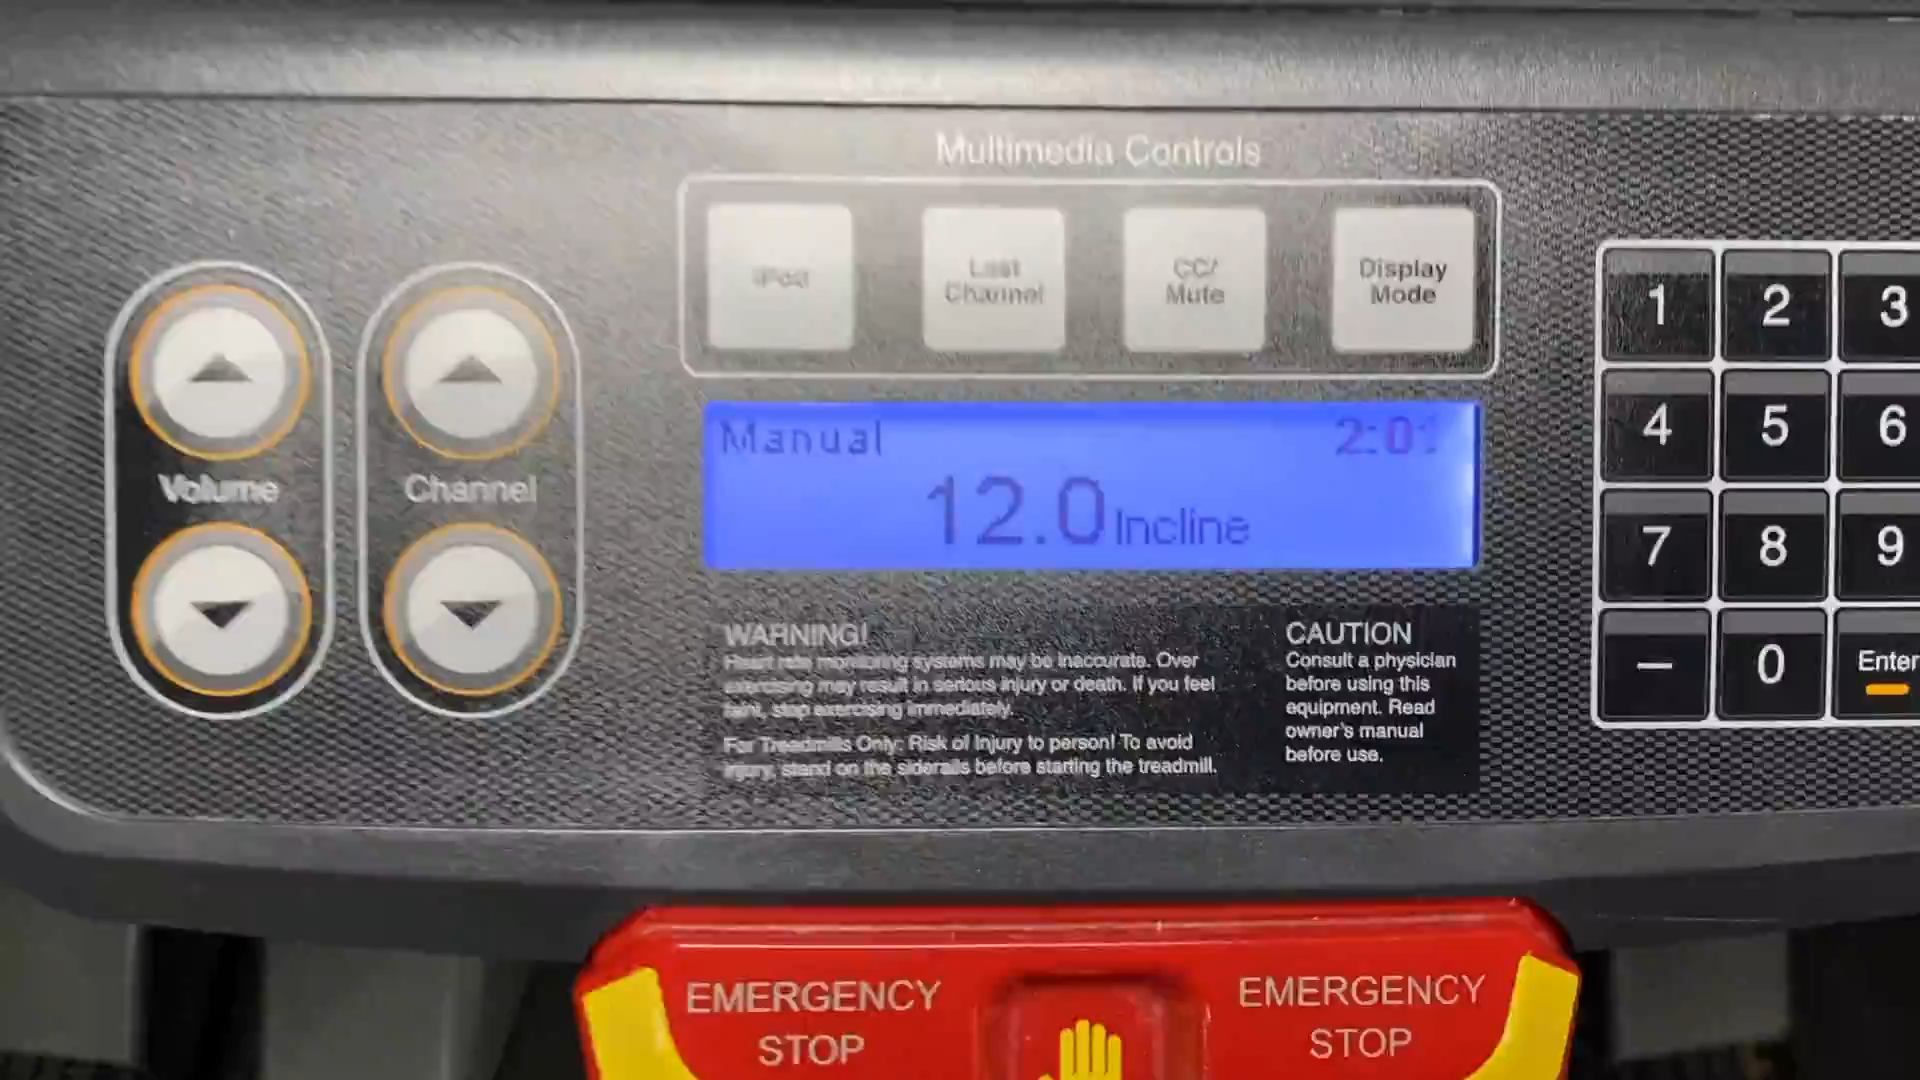 Multimedia Controls
iPod
Last
Channel
CC/
Mute
Display
Mode
Volume
Channel
Manual
12.0 Incline
WARNING!
Heart rate monitoring systems may be inaccurate. Over
exercising may result in serious injury or death. If you feel
faint, stop exercising immediately.
For Treadmills Only: Risk of Injury to person! To avoid
injury, stand on the siderails before starting the treadmill.
CAUTION
Consult a physician
before using this
equipment. Read
owner's manual
before use.
1 2 3
4 5 6
7 8 9
— 0 Enter
EMERGENCY
STOP
EMERGENCY
STOP